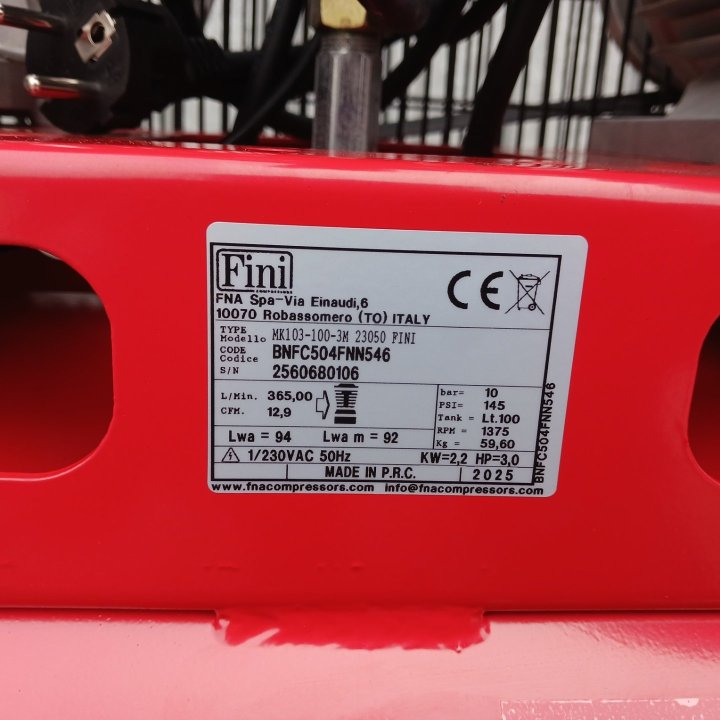 Fini
COMPRESSORS
FNA Spa-Via Einaudi,6
10070 Robassomero (TO) ITALY
TYPE
Modello MK103-100-3M 23050 FINI
CODE
Codice BNFC504FNN546
S/N 2560680106
L/Min. 365,00
CFM. 12,9
bar= 10
PSI= 145
Tank = Lt.100
RPM = 1375
Kg = 59,60
Lwa = 94 Lwa m = 92
1/230VAC 50Hz KW=2,2 HP=3,0
MADE IN P.R.C. 2025
www.fnacompressors.com info@fnacompressors.com
BNFC504FNN546
CE